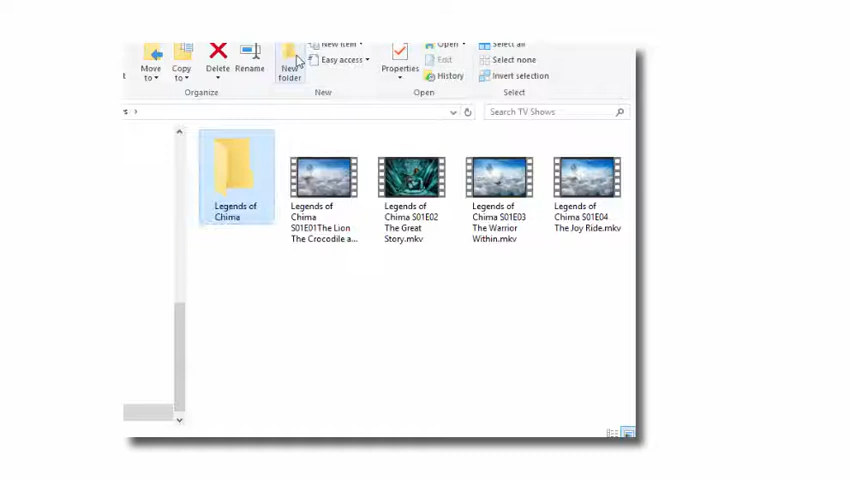 New item
Open
Select all
Easy access
Edit
Select none
Move to
Copy to
Delete
Rename
New folder
Properties
History
Invert selection
Organize
New
Open
Select
Search TV Shows
Legends of
Chima
Legends of
Chima
S01E01The Lion
The Crocodile a...
Legends of
Chima S01E02
The Great
Story.mkv
Legends of
Chima S01E03
The Warrior
Within.mkv
Legends of
Chima S01E04
The Joy Ride.mkv